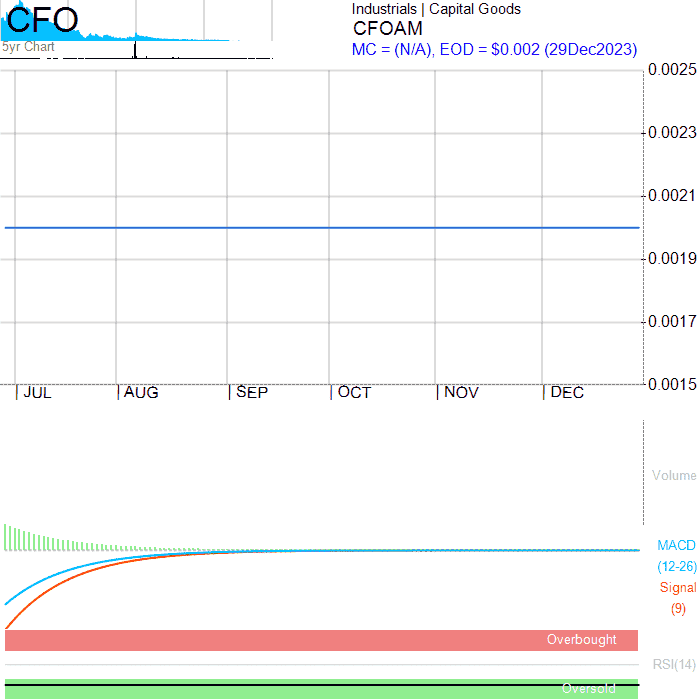 CFO
5yr Chart
Industrials | Capital Goods
CFOAM
MC = (N/A), EOD = $0.002 (29Dec2023)
0.0025
0.0023
0.0021
0.0019
0.0017
0.0015
JUL AUG SEP OCT NOV DEC
Volume
MACD
(12-26)
Signal
(9)
Overbought
RSI(14)
Oversold